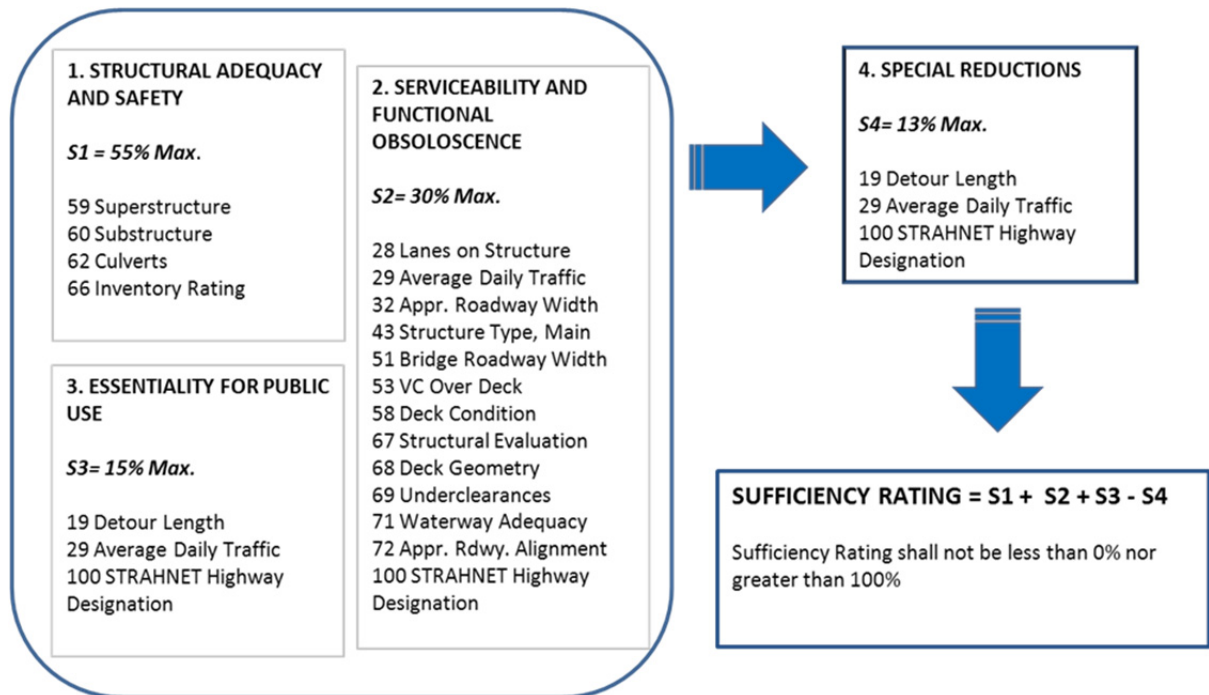 1. STRUCTURAL ADEQUACY
AND SAFETY
S1 = 55% Max.
59 Superstructure
60 Substructure
62 Culverts
66 Inventory Rating
2. SERVICEABILITY AND
FUNCTIONAL
OBSOLOSCENCE
S2= 30% Max.
28 Lanes on Structure
29 Average Daily Traffic
32 Appr. Roadway Width
43 Structure Type, Main
51 Bridge Roadway Width
53 VC Over Deck
58 Deck Condition
67 Structural Evaluation
68 Deck Geometry
69 Underclearances
71 Waterway Adequacy
72 Appr. Rdwy. Alignment
100 STRAHNET Highway
Designation
3. ESSENTIALITY FOR PUBLIC
USE
S3= 15% Max.
19 Detour Length
29 Average Daily Traffic
100 STRAHNET Highway
Designation
4. SPECIAL REDUCTIONS
S4= 13% Max.
19 Detour Length
29 Average Daily Traffic
100 STRAHNET Highway
Designation
SUFFICIENCY RATING = S1 + S2 + S3 - S4
Sufficiency Rating shall not be less than 0% nor
greater than 100%